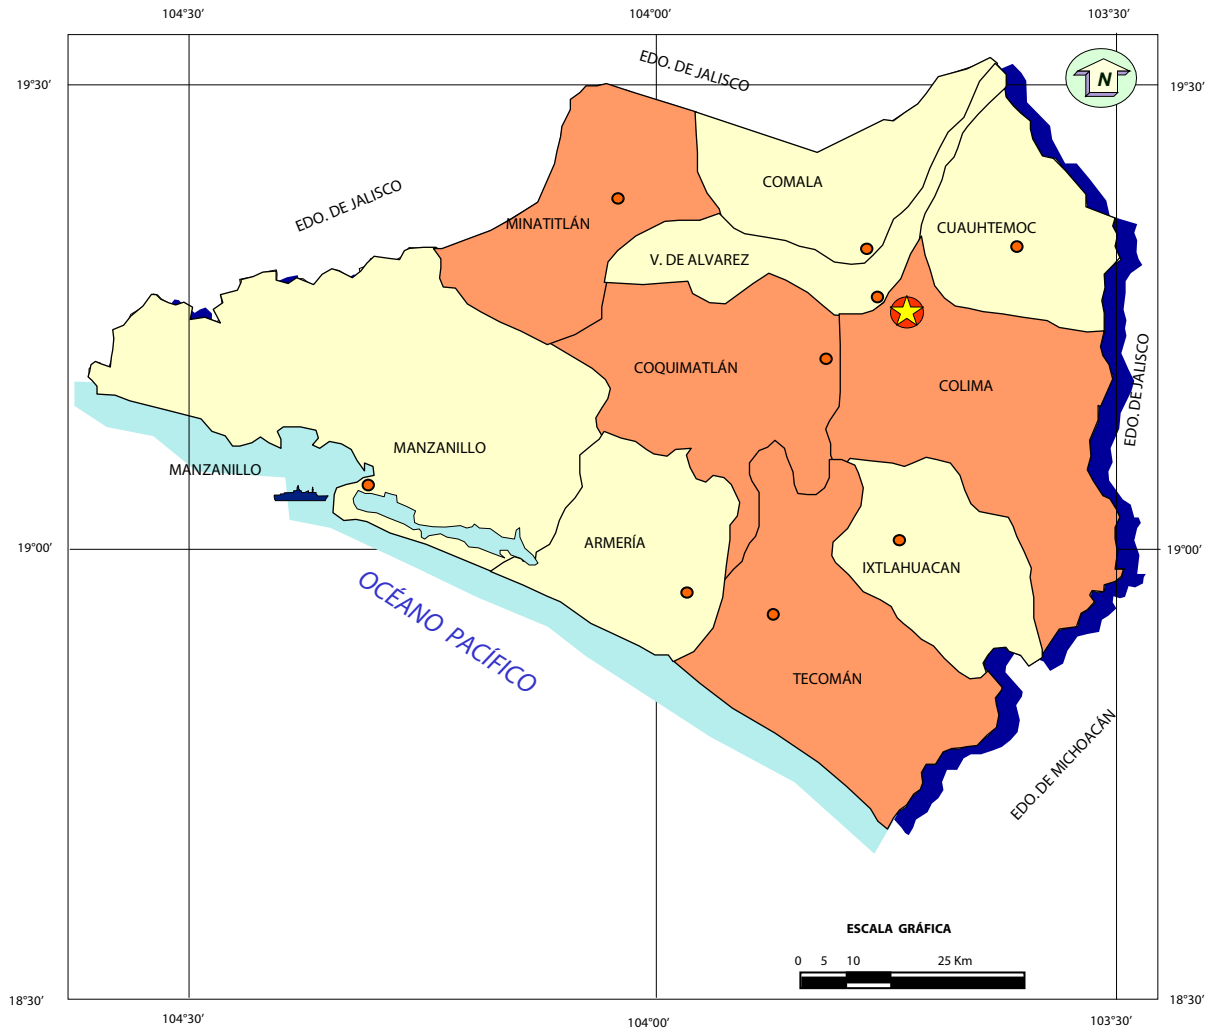 104°30’
104°00’
103°30’
EDO. DE JALISCO
19°30’
N
19°30’
COMALA
EDO. DE JALISCO
MINATITLÁN
CUAUHTEMOC
V. DE ALVAREZ
COQUIMATLÁN
COLIMA
EDO. DE JALISCO
MANZANILLO
MANZANILLO
ARMERÍA
19°00’
19°00’
IXTLAHUACAN
OCÉANO PACÍFICO
TECOMÁN
EDO. DE MICHOACÁN
ESCALA GRÁFICA
0 5 10 25 Km
18°30’
18°30’
104°30’
104°00’
103°30’